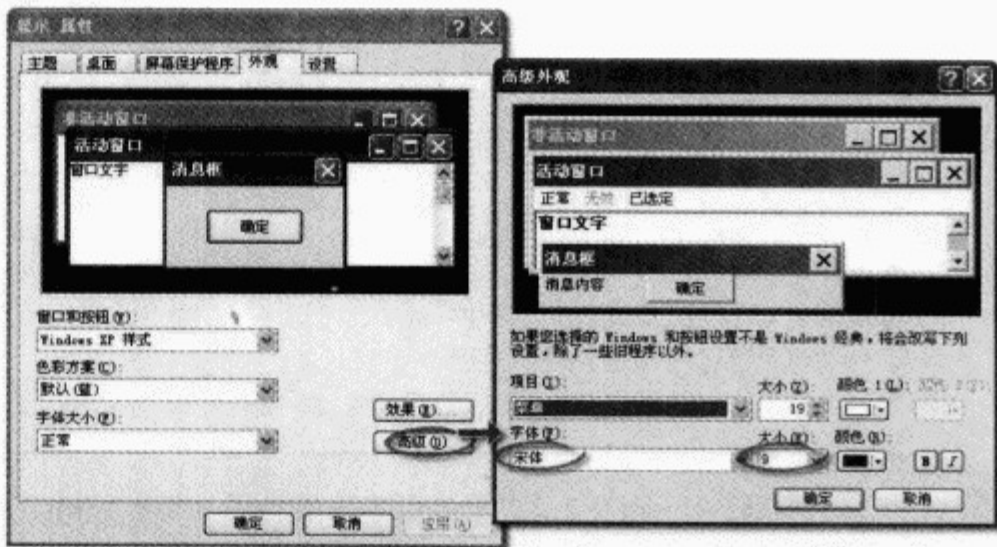 显示 属性
主题 桌面 屏幕保护程序 外观 设置
非活动窗口
活动窗口
窗口文字
消息框
确定
窗口和按钮(W):
Windows XP 样式
色彩方案(C):
默认(蓝)
字体大小(F):
正常
效果(E)...
高级(D)
确定 取消 应用(A)
高级外观
非活动窗口
活动窗口
正常 无效 已选定
窗口文字
消息框
消息内容 确定
如果您选择的 Windows 和按钮设置不是 Windows 经典，将会改写下列
设置，除了一些旧程序以外。
项目(I): 大小(Z): 颜色 1(L):
19
字体(F): 大小(E): 颜色(R):
宋体 9 B I
确定 取消